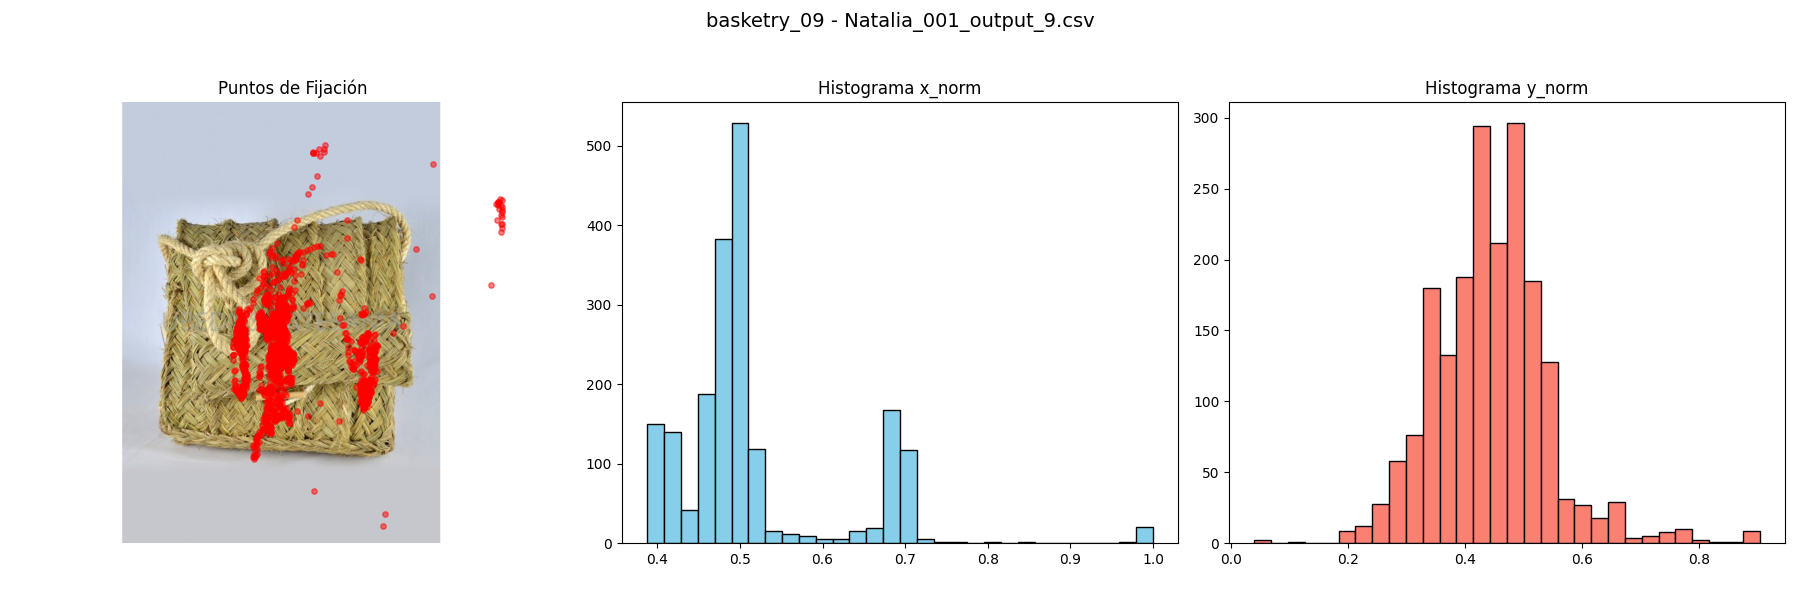 basketry_09 - Natalia_001_output_9.csv
Puntos de Fijación
Histograma x_norm
500
400
300
200
100
0
0.4 0.5 0.6 0.7 0.8 0.9 1.0
Histograma y_norm
300
250
200
150
100
50
0
0.0 0.2 0.4 0.6 0.8